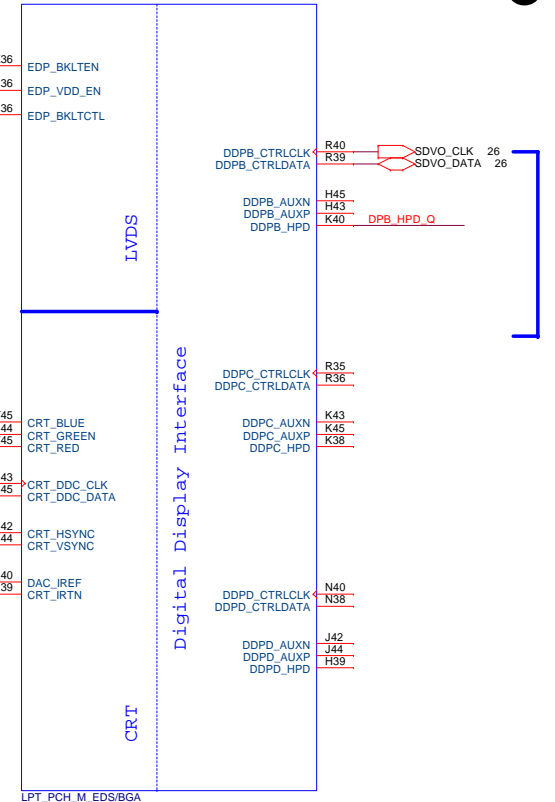 36 EDP_BKLTEN
36 EDP_VDD_EN
36 EDP_BKLTCTL
DDPB_CTRLCLK R40 SDVO_CLK 26
DDPB_CTRLDATA R39 SDVO_DATA 26
DDPB_AUXN H45
DDPB_AUXP H43
DDPB_HPD K40 DPB_HPD_Q
LVDS
Digital Display Interface
DDPC_CTRLCLK R35
DDPC_CTRLDATA R36
45 CRT_BLUE DDPC_AUXN K43
44 CRT_GREEN DDPC_AUXP K45
45 CRT_RED DDPC_HPD K38
43 CRT_DDC_CLK
45 CRT_DDC_DATA
42 CRT_HSYNC
44 CRT_VSYNC
40 DAC_IREF DDPD_CTRLCLK N40
39 CRT_IRTN DDPD_CTRLDATA N38
DDPD_AUXN J42
DDPD_AUXP J44
DDPD_HPD H39
CRT
LPT_PCH_M_EDS/BGA